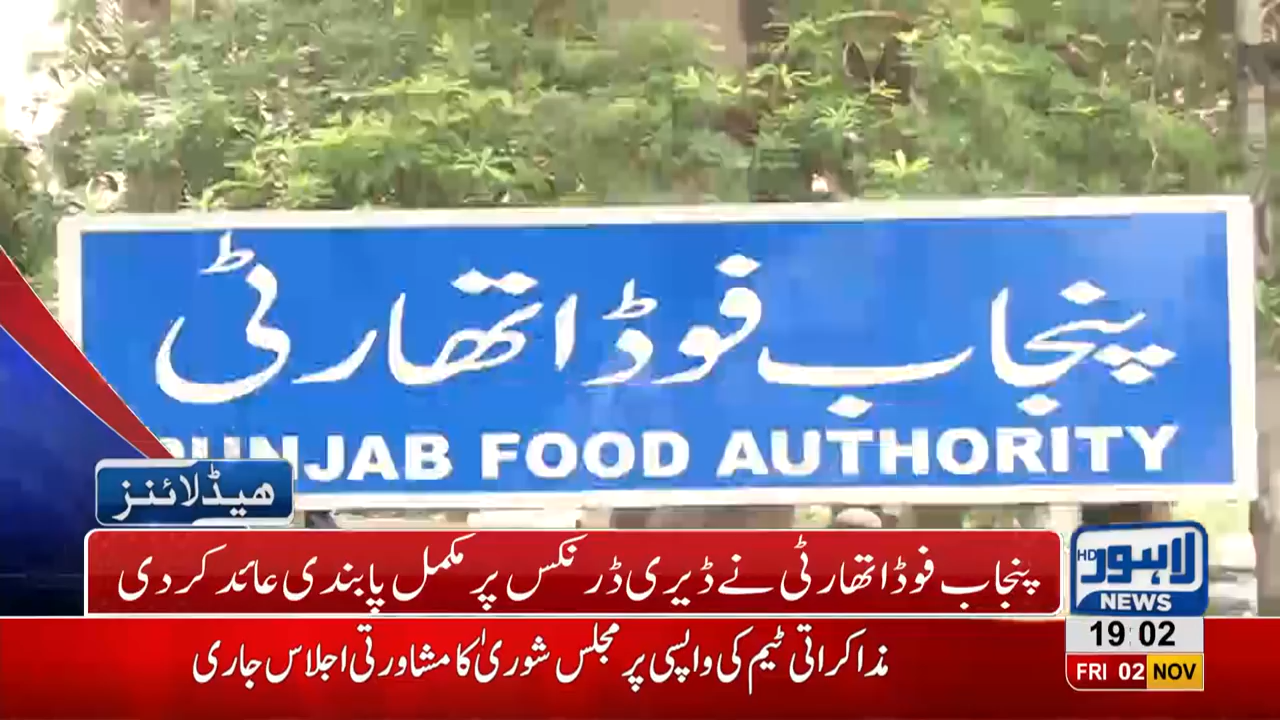 پنجاب فوڈ اتھارٹی
PUNJAB FOOD AUTHORITY
ھیڈلائنز
پنجاب فوڈ اتھارٹی نے ڈیری ڈرنکس پر مکمل پابندی عائد کر دی
مذاکراتی ٹیم کی واپسی پر مجلس شوریٰ کا مشاورتی اجلاس جاری
HD لاہور
NEWS
19:02
FRI 02 NOV